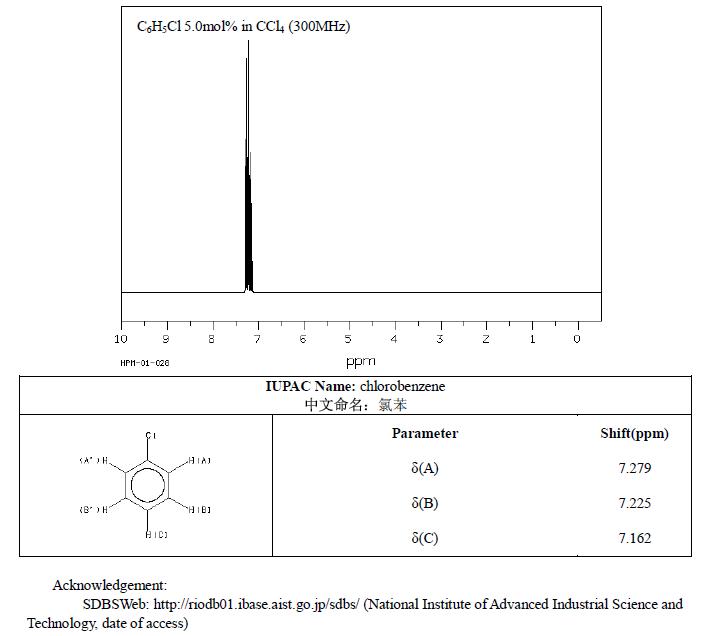 C₆H₅Cl 5.0mol% in CCl₄ (300MHz)
10 9 8 7 6 5 4 3 2 1 0
HPM-01-028
ppm
IUPAC Name: chlorobenzene
中文命名：氯苯
Parameter Shift(ppm)
Cl
(A')H H(A)
(B')H H(B)
H(C)
δ(A) 7.279
δ(B) 7.225
δ(C) 7.162
Acknowledgement:
SDBSWeb: http://riodb01.ibase.aist.go.jp/sdbs/ (National Institute of Advanced Industrial Science and
Technology, date of access)